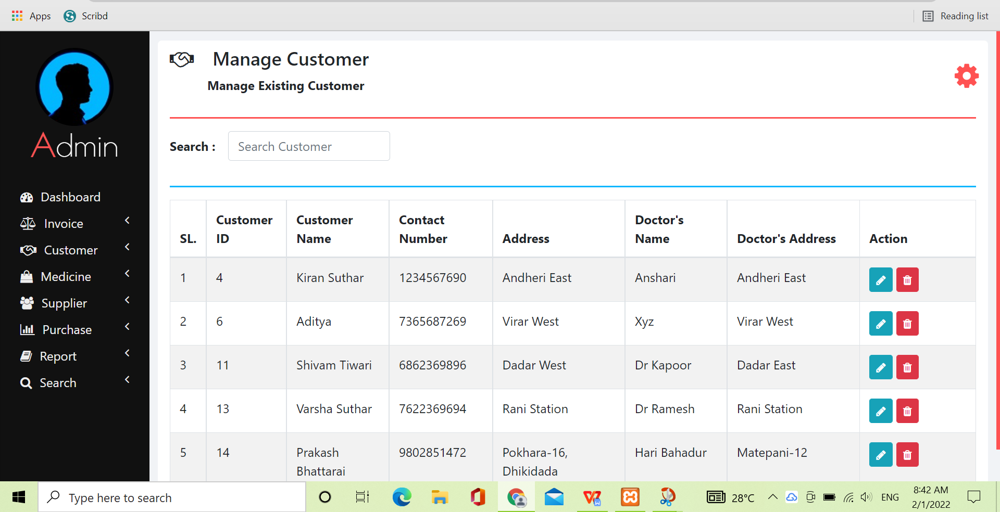 Apps Scribd Reading list
Manage Customer
Manage Existing Customer
Admin
Search : Search Customer
Dashboard
Invoice
Customer
Medicine
Supplier
Purchase
Report
Search
SL. Customer ID Customer Name Contact Number Address Doctor's Name Doctor's Address Action
1 4 Kiran Suthar 1234567690 Andheri East Anshari Andheri East
2 6 Aditya 7365687269 Virar West Xyz Virar West
3 11 Shivam Tiwari 6862369896 Dadar West Dr Kapoor Dadar East
4 13 Varsha Suthar 7622369694 Rani Station Dr Ramesh Rani Station
5 14 Prakash Bhattarai 9802851472 Pokhara-16, Dhikidada Hari Bahadur Matepani-12
Type here to search 28°C ENG 8:42 AM
2/1/2022